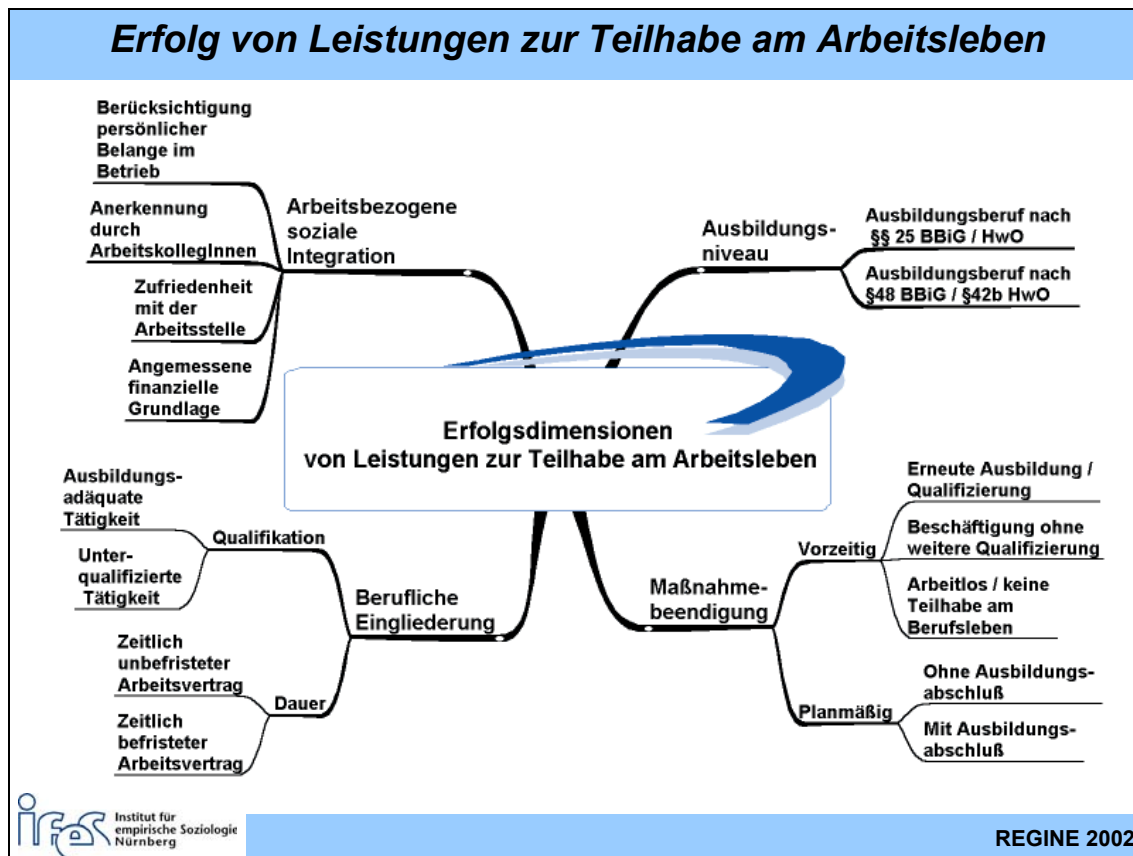 Erfolg von Leistungen zur Teilhabe am Arbeitsleben
Berücksichtigung
persönlicher
Belange im
Betrieb
Anerkennung
durch
ArbeitskollegInnen
Zufriedenheit
mit der
Arbeitsstelle
Angemessene
finanzielle
Grundlage
Arbeitsbezogene
soziale
Integration
Ausbildungs-
niveau
Ausbildungsberuf nach
§§ 25 BBiG / HwO
Ausbildungsberuf nach
§48 BBiG / §42b HwO
Erfolgsdimensionen
von Leistungen zur Teilhabe am Arbeitsleben
Ausbildungs-
adäquate
Tätigkeit
Unter-
qualifizierte
Tätigkeit
Qualifikation
Zeitlich
unbefristeter
Arbeitsvertrag
Zeitlich
befristeter
Arbeitsvertrag
Dauer
Berufliche
Eingliederung
Maßnahme-
beendigung
Vorzeitig
Erneute Ausbildung /
Qualifizierung
Beschäftigung ohne
weitere Qualifizierung
Arbeitlos / keine
Teilhabe am
Berufsleben
Planmäßig
Ohne Ausbildungs-
abschluß
Mit Ausbildungs-
abschluß
ifes
Institut für
empirische Soziologie
Nürnberg
REGINE 2002